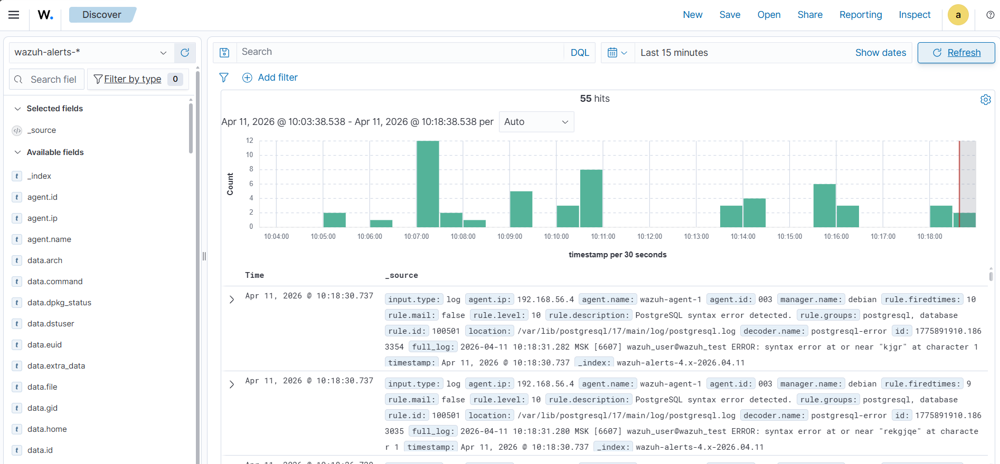 W.
Discover
New Save Open Share Reporting Inspect a
wazuh-alerts-*
Search DQL
Last 15 minutes Show dates Refresh
Search fiel
Filter by type 0
Add filter
Selected fields
_source
Available fields
t _index
t agent.id
t agent.ip
t agent.name
t data.arch
t data.command
t data.dpkg_status
t data.dstuser
t data.euid
t data.extra_data
t data.file
t data.gid
t data.home
t data.id
55 hits
Apr 11, 2026 @ 10:03:38.538 - Apr 11, 2026 @ 10:18:38.538 per Auto
Count
12
10
8
6
4
2
0
10:04:00 10:05:00 10:06:00 10:07:00 10:08:00 10:09:00 10:10:00 10:11:00 10:12:00 10:13:00 10:14:00 10:15:00 10:16:00 10:17:00 10:18:00
timestamp per 30 seconds
Time _source
Apr 11, 2026 @ 10:18:30.737
input.type: log agent.ip: 192.168.56.4 agent.name: wazuh-agent-1 agent.id: 003 manager.name: debian rule.firedtimes: 10
rule.mail: false rule.level: 10 rule.description: PostgreSQL syntax error detected. rule.groups: postgresql, database
rule.id: 100501 location: /var/lib/postgresql/17/main/log/postgresql.log decoder.name: postgresql-error id: 1775891910.186
3354 full_log: 2026-04-11 10:18:31.282 MSK [6607] wazuh_user@wazuh_test ERROR: syntax error at or near "kjgr" at character 1
timestamp: Apr 11, 2026 @ 10:18:30.737 _index: wazuh-alerts-4.x-2026.04.11
Apr 11, 2026 @ 10:18:30.737
input.type: log agent.ip: 192.168.56.4 agent.name: wazuh-agent-1 agent.id: 003 manager.name: debian rule.firedtimes: 9
rule.mail: false rule.level: 10 rule.description: PostgreSQL syntax error detected. rule.groups: postgresql, database
rule.id: 100501 location: /var/lib/postgresql/17/main/log/postgresql.log decoder.name: postgresql-error id: 1775891910.186
3035 full_log: 2026-04-11 10:18:31.280 MSK [6607] wazuh_user@wazuh_test ERROR: syntax error at or near "rekgjqe" at characte
r 1 timestamp: Apr 11, 2026 @ 10:18:30.737 _index: wazuh-alerts-4.x-2026.04.11